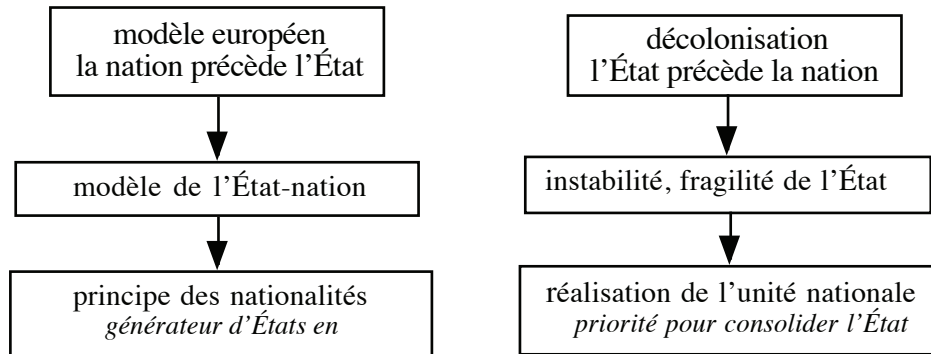 modèle européen
la nation précède l’État
modèle de l’État-nation
principe des nationalités
générateur d’États en
décolonisation
l’État précède la nation
instabilité, fragilité de l’État
réalisation de l’unité nationale
priorité pour consolider l’État